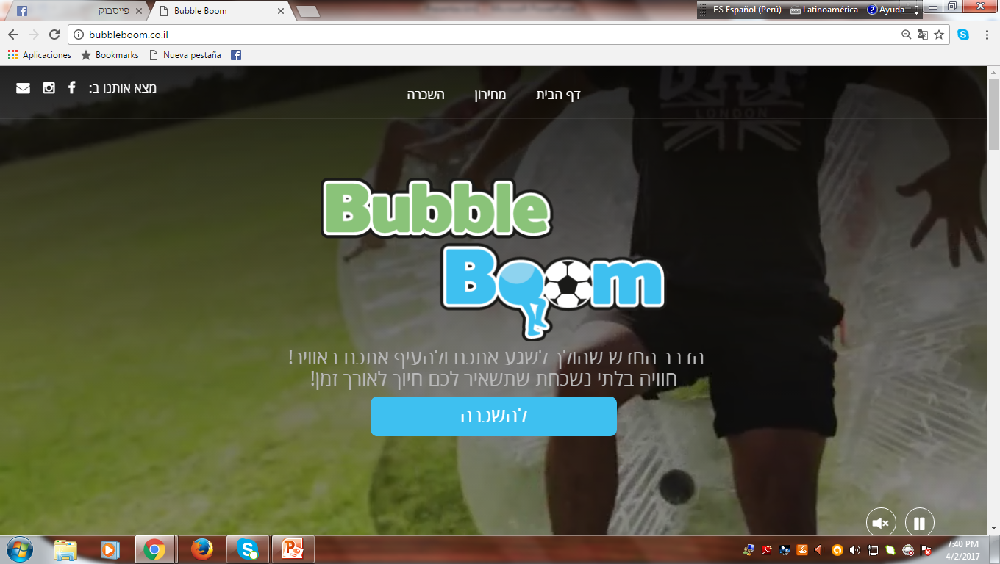 פייסבוק
Bubble Boom
ES Español (Perú)
Latinoamérica
Ayuda
bubbleboom.co.il
Aplicaciones
Bookmarks
Nueva pestaña
מצא אותנו ב:
דף הבית
מחירון
השכרה
GAP
LONDON
Bubble
Boom
הדבר החדש שהולך לשגע אתכם ולהעיף אתכם באוויר!
חוויה בלתי נשכחת שתשאיר לכם חיוך לאורך זמן!
להשכרה
7:40 PM
4/2/2017